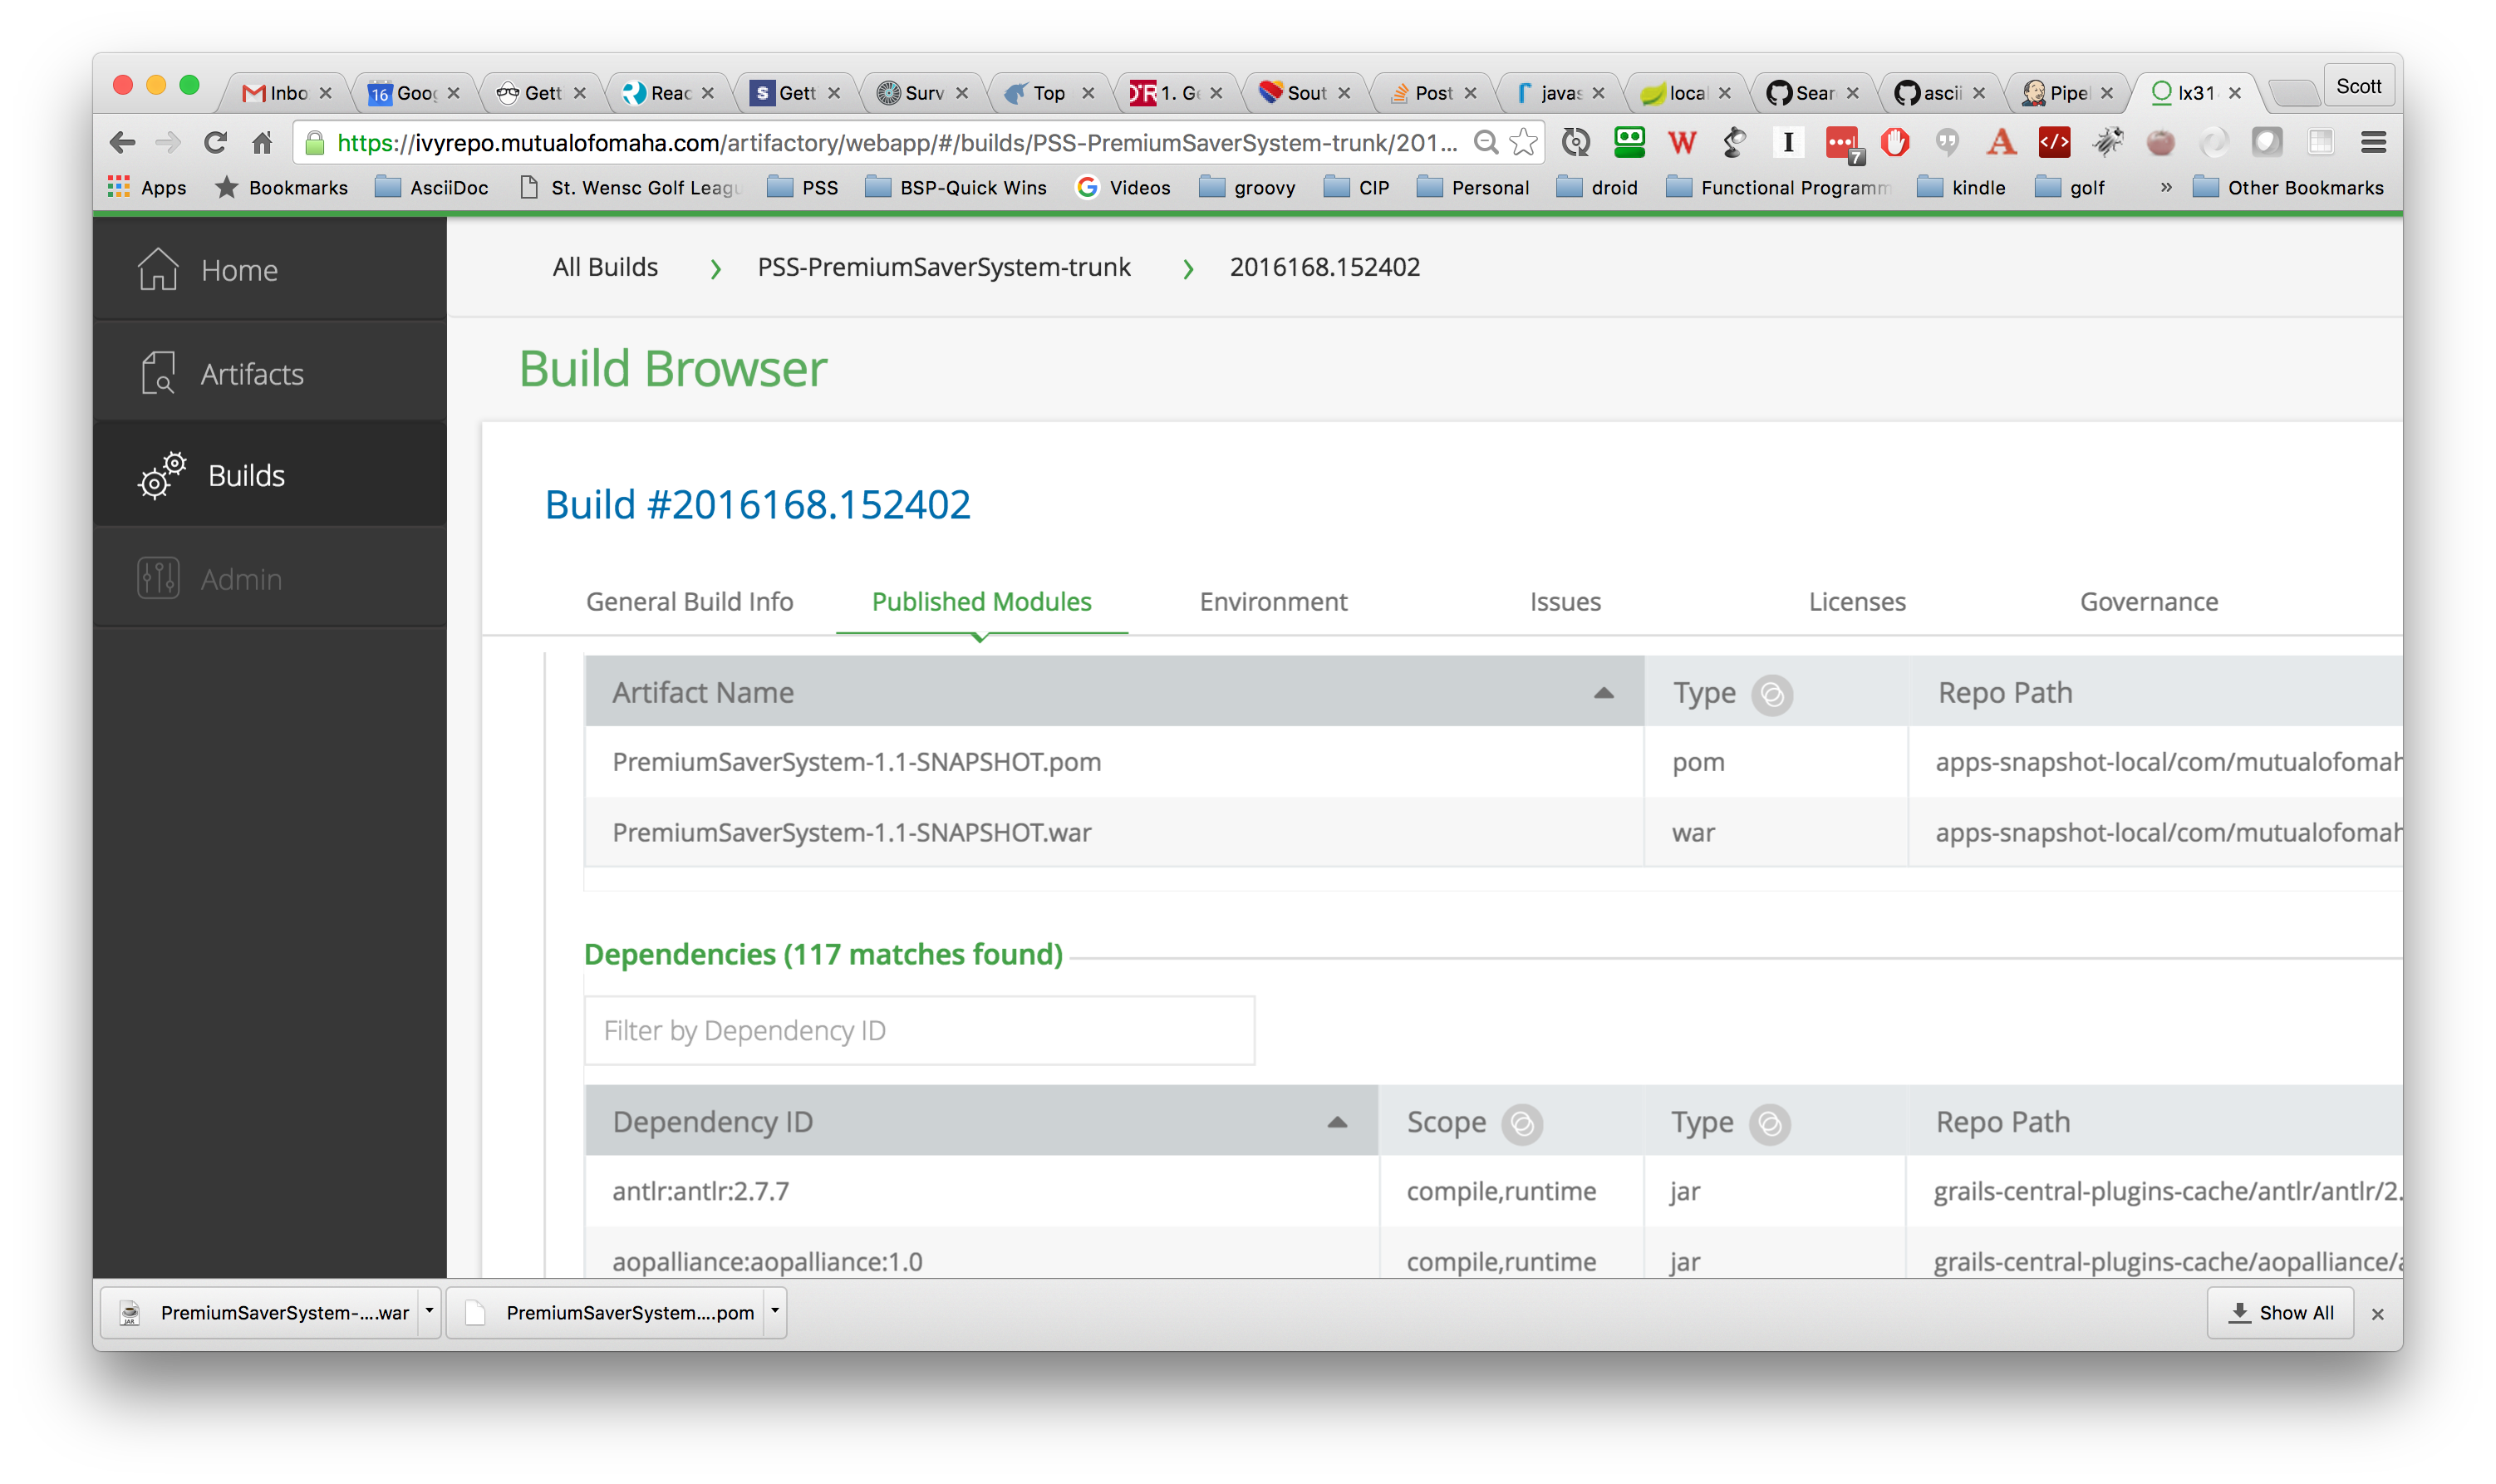 Inbo
16 Goog
Gett
Reac
S Gett
Surv
Top
1. Ge
Sout
Post
javas
local
Sear
ascii
Pipel
lx31
Scott
https://ivyrepo.mutualofomaha.com/artifactory/webapp/#/builds/PSS-PremiumSaverSystem-trunk/201...
W
I
7
A
</>
Apps
Bookmarks
AsciiDoc
St. Wensc Golf Leagu
PSS
BSP-Quick Wins
G Videos
groovy
CIP
Personal
droid
Functional Programm
kindle
golf
»
Other Bookmarks
Home
Artifacts
Builds
Admin
All Builds › PSS-PremiumSaverSystem-trunk › 2016168.152402
Build Browser
Build #2016168.152402
General Build Info Published Modules Environment Issues Licenses Governance
Artifact Name Type Repo Path
PremiumSaverSystem-1.1-SNAPSHOT.pom pom apps-snapshot-local/com/mutualofomah
PremiumSaverSystem-1.1-SNAPSHOT.war war apps-snapshot-local/com/mutualofomah
Dependencies (117 matches found)
Filter by Dependency ID
Dependency ID Scope Type Repo Path
antlr:antlr:2.7.7 compile,runtime jar grails-central-plugins-cache/antlr/antlr/2.
aopalliance:aopalliance:1.0 compile,runtime jar grails-central-plugins-cache/aopalliance/a
JAR PremiumSaverSystem-....war
PremiumSaverSystem....pom
Show All